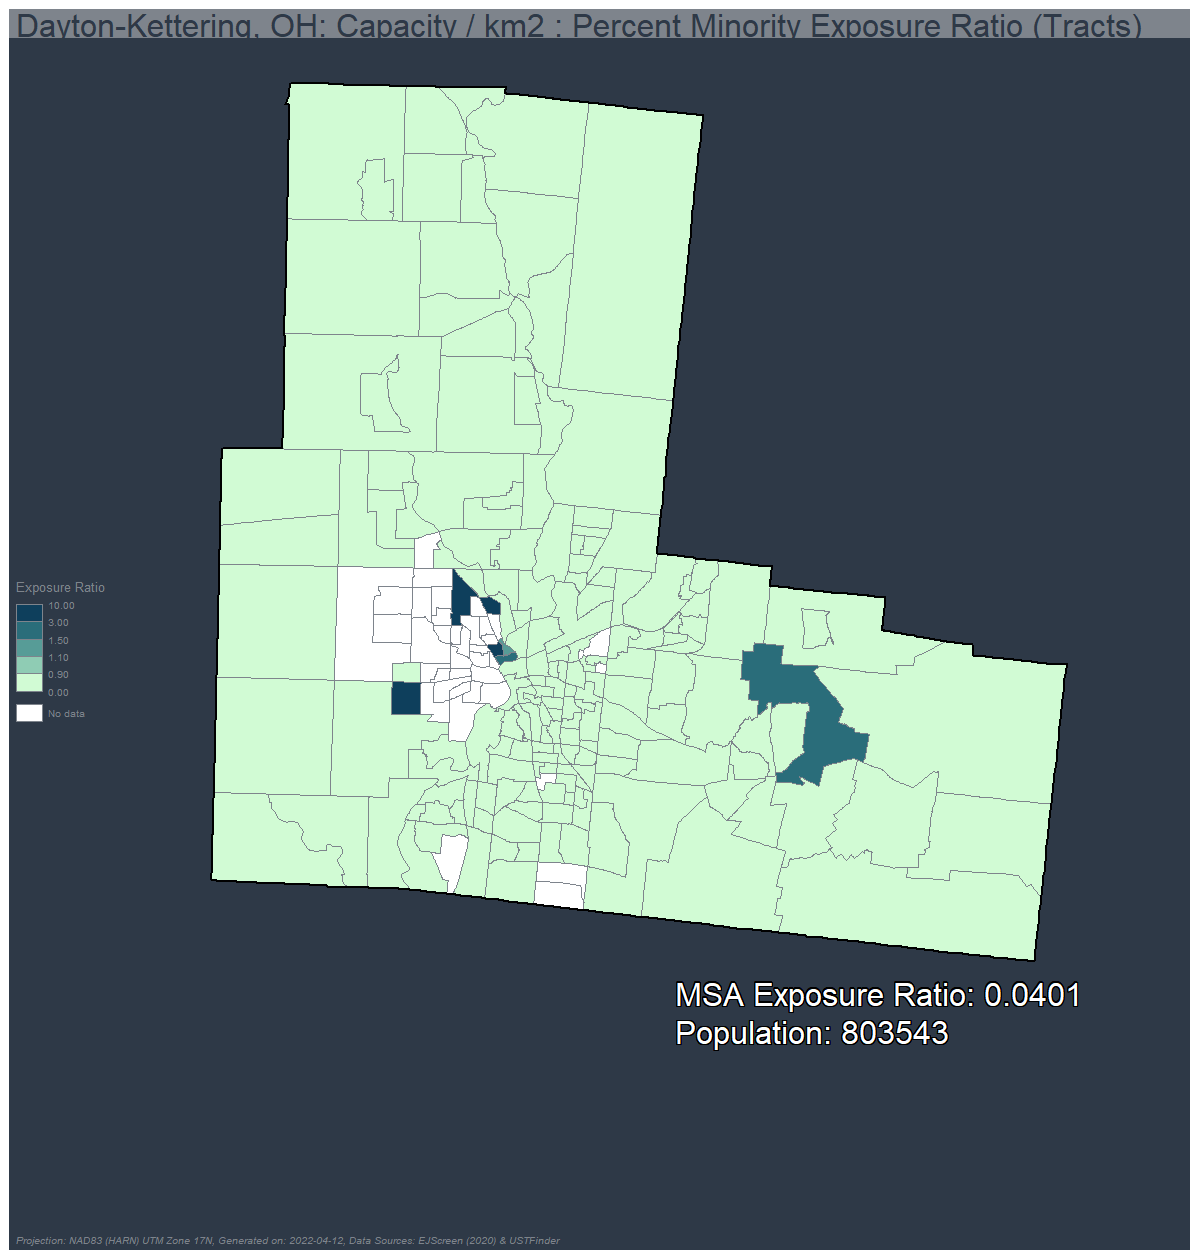 Dayton-Kettering, OH: Capacity / km2 : Percent Minority Exposure Ratio (Tracts)
Exposure Ratio
10.00
3.00
1.50
1.10
0.90
0.00
No data
MSA Exposure Ratio: 0.0401
Population: 803543
Projection: NAD83 (HARN) UTM Zone 17N, Generated on: 2022-04-12, Data Sources: EJScreen (2020) & USTFinder